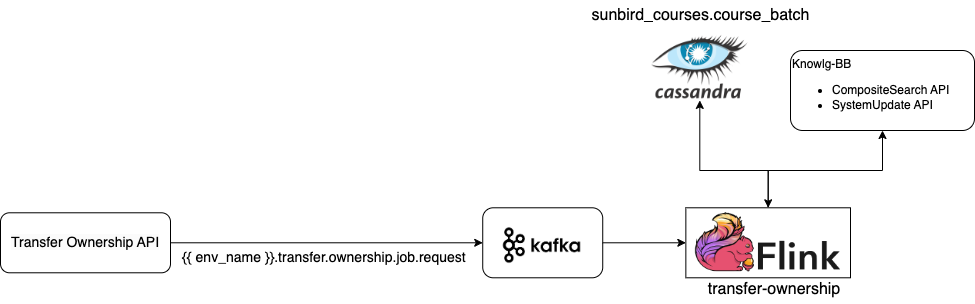 sunbird_courses.course_batch
cassandra
Knowlg-BB
CompositeSearch API
SystemUpdate API
Transfer Ownership API
{{ env_name }}.transfer.ownership.job.request
kafka
Flink
transfer-ownership